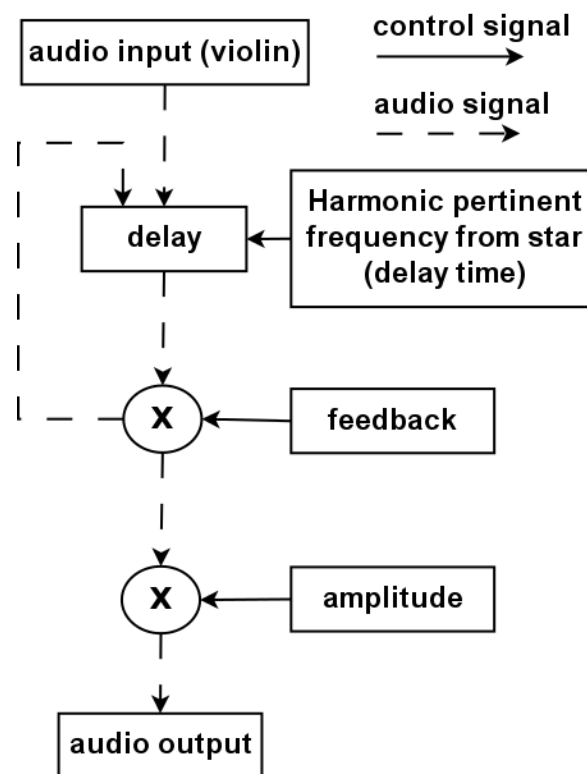 audio input (violin)
control signal
audio signal
delay
Harmonic pertinent
frequency from star
(delay time)
x
feedback
x
amplitude
audio output